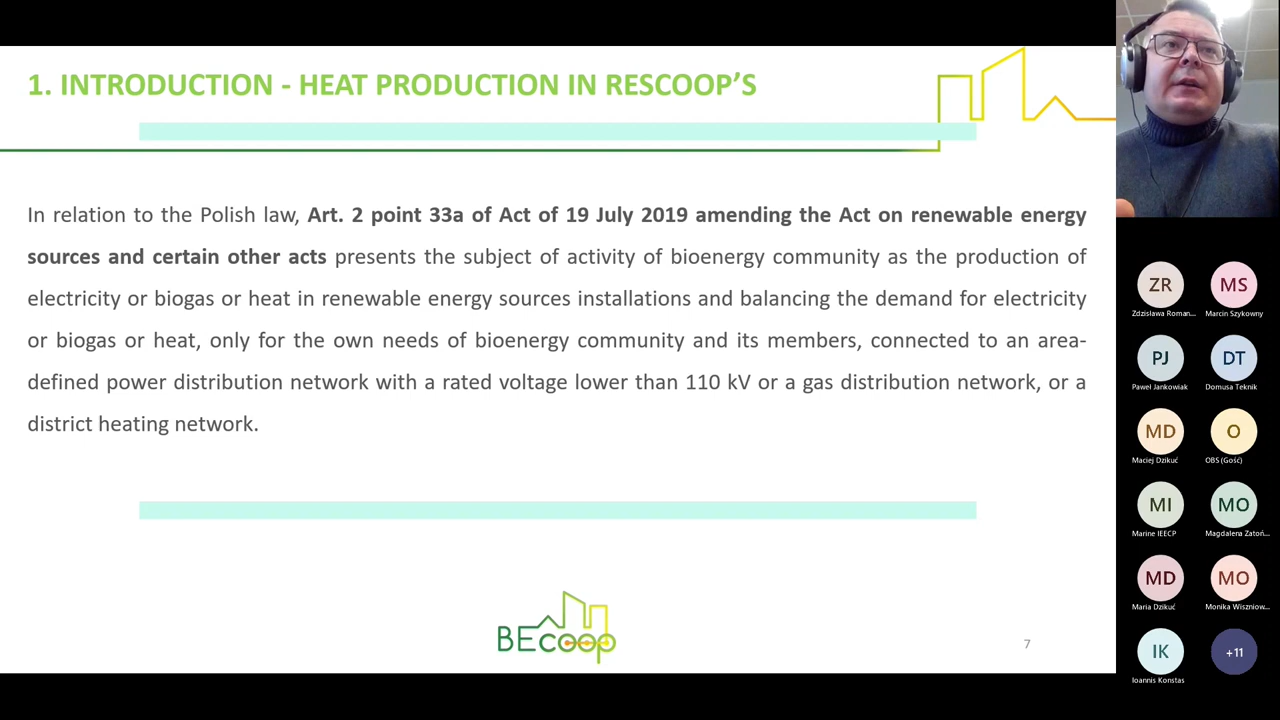 1. INTRODUCTION - HEAT PRODUCTION IN RESCOOP'S
In relation to the Polish law, Art. 2 point 33a of Act of 19 July 2019 amending the Act on renewable energy
sources and certain other acts presents the subject of activity of bioenergy community as the production of
electricity or biogas or heat in renewable energy sources installations and balancing the demand for electricity
or biogas or heat, only for the own needs of bioenergy community and its members, connected to an area-
defined power distribution network with a rated voltage lower than 110 kV or a gas distribution network, or a
district heating network.
BEcoop
7
ZR
MS
Zdzisława Roman...
Marcin Szykowny
PJ
DT
Paweł Jankowiak
Domusa Teknik
MD
O
Maciej Dzikuć
OBS (Gość)
MI
MO
Marine IEECP
Magdalena Zatoń...
MD
MO
Maria Dzikuć
Monika Wiszniow...
IK
+11
Ioannis Konstas